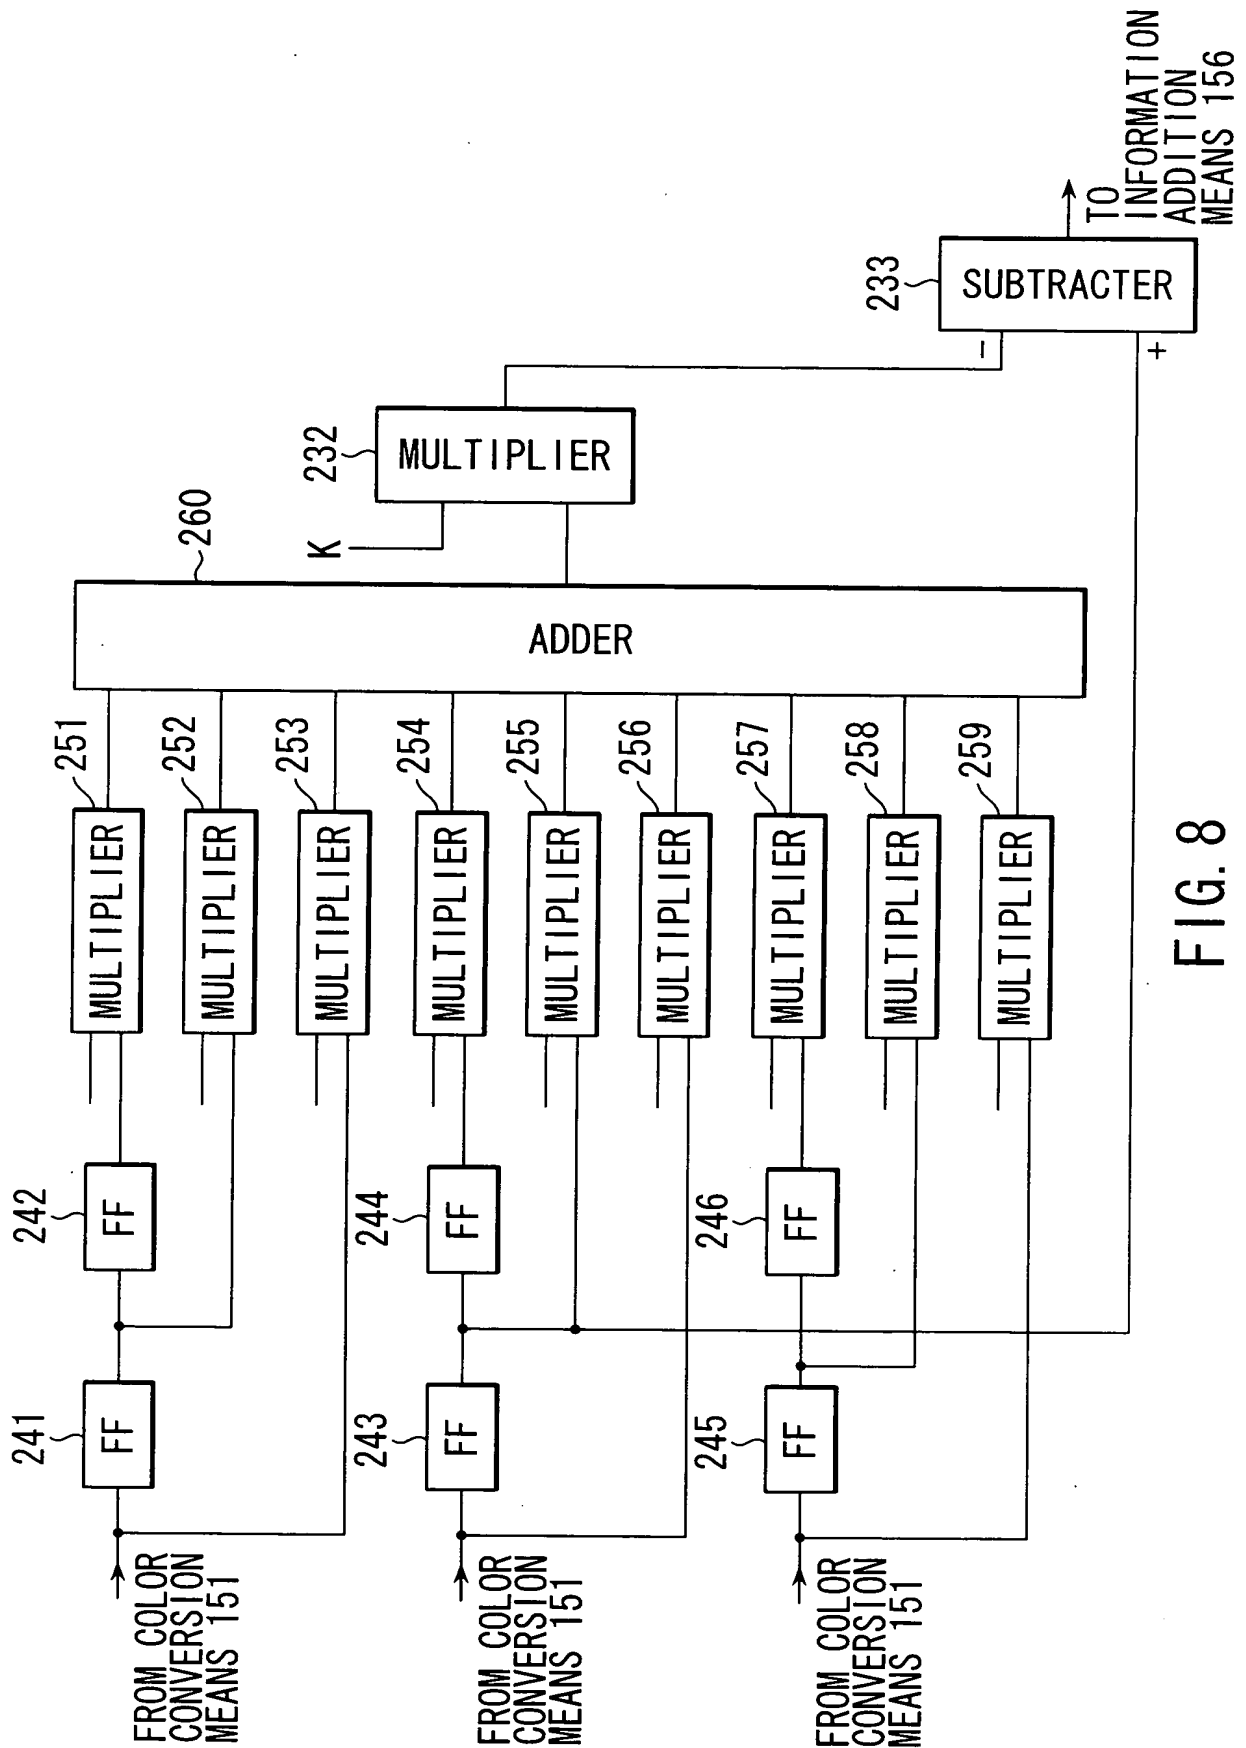 FROM COLOR
CONVERSION
MEANS 151
241
FF
242
FF
251
MULTIPLIER
252
MULTIPLIER
253
MULTIPLIER
FROM COLOR
CONVERSION
MEANS 151
243
FF
244
FF
254
MULTIPLIER
255
MULTIPLIER
256
MULTIPLIER
FROM COLOR
CONVERSION
MEANS 151
245
FF
246
FF
257
MULTIPLIER
258
MULTIPLIER
259
MULTIPLIER
260
ADDER
K
232
MULTIPLIER
-
+
233
SUBTRACTER
TO
INFORMATION
ADDITION
MEANS 156
FIG. 8